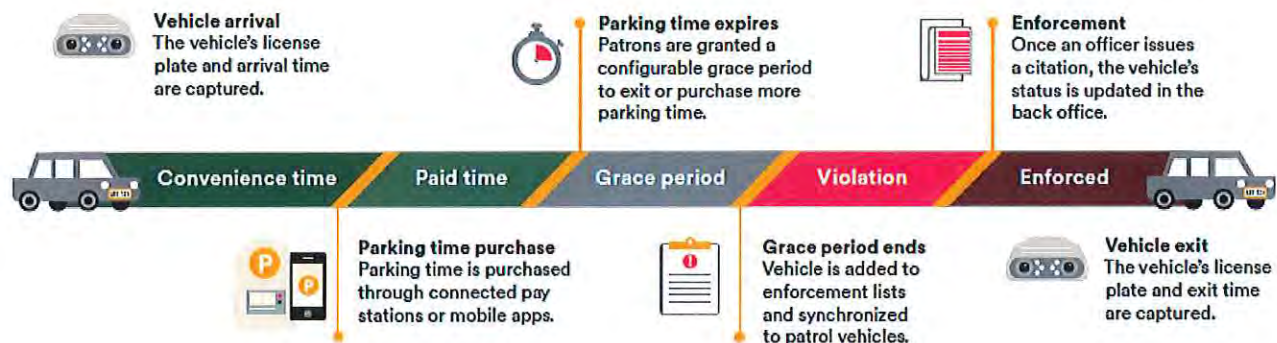 Vehicle arrival
The vehicle's license
plate and arrival time
are captured.
Parking time expires
Patrons are granted a
configurable grace period
to exit or purchase more
parking time.
Enforcement
Once an officer issues
a citation, the vehicle's
status is updated in the
back office.
Convenience time
Paid time
Grace period
Violation
Enforced
P
P
Parking time purchase
Parking time is purchased
through connected pay
stations or mobile apps.
Grace period ends
Vehicle is added to
enforcement lists
and synchronized
to patrol vehicles.
Vehicle exit
The vehicle's license
plate and exit time
are captured.